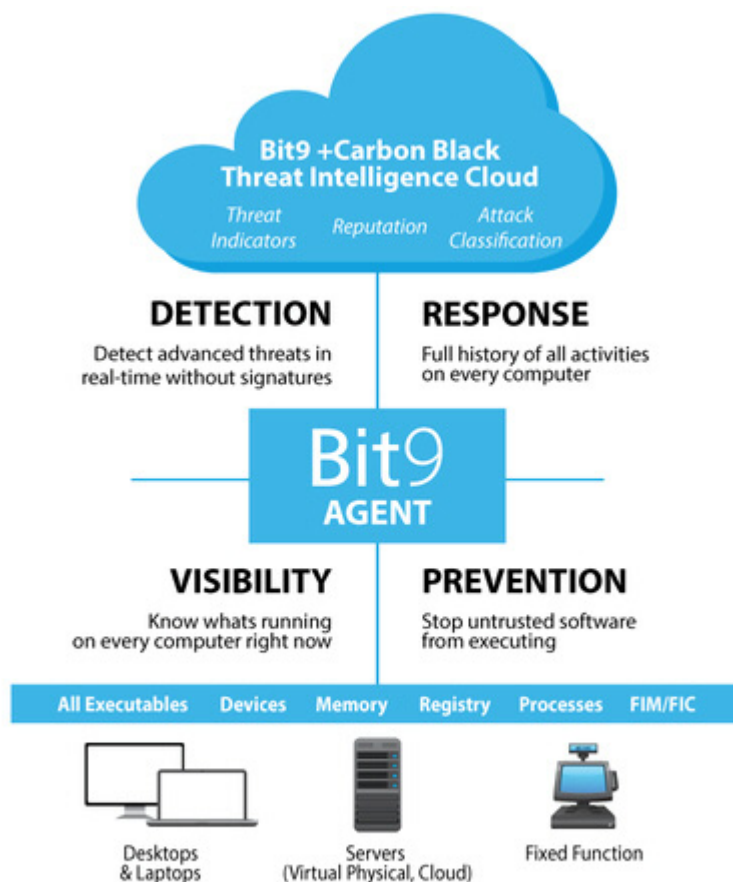 Bit9 +Carbon Black
Threat Intelligence Cloud
Threat
Indicators
Reputation
Attack
Classification
DETECTION
Detect advanced threats in
real-time without signatures
RESPONSE
Full history of all activities
on every computer
Bit9
AGENT
VISIBILITY
Know whats running
on every computer right now
PREVENTION
Stop untrusted software
from executing
All Executables Devices Memory Registry Processes FIM/FIC
Desktops
& Laptops
Servers
(Virtual Physical, Cloud)
Fixed Function